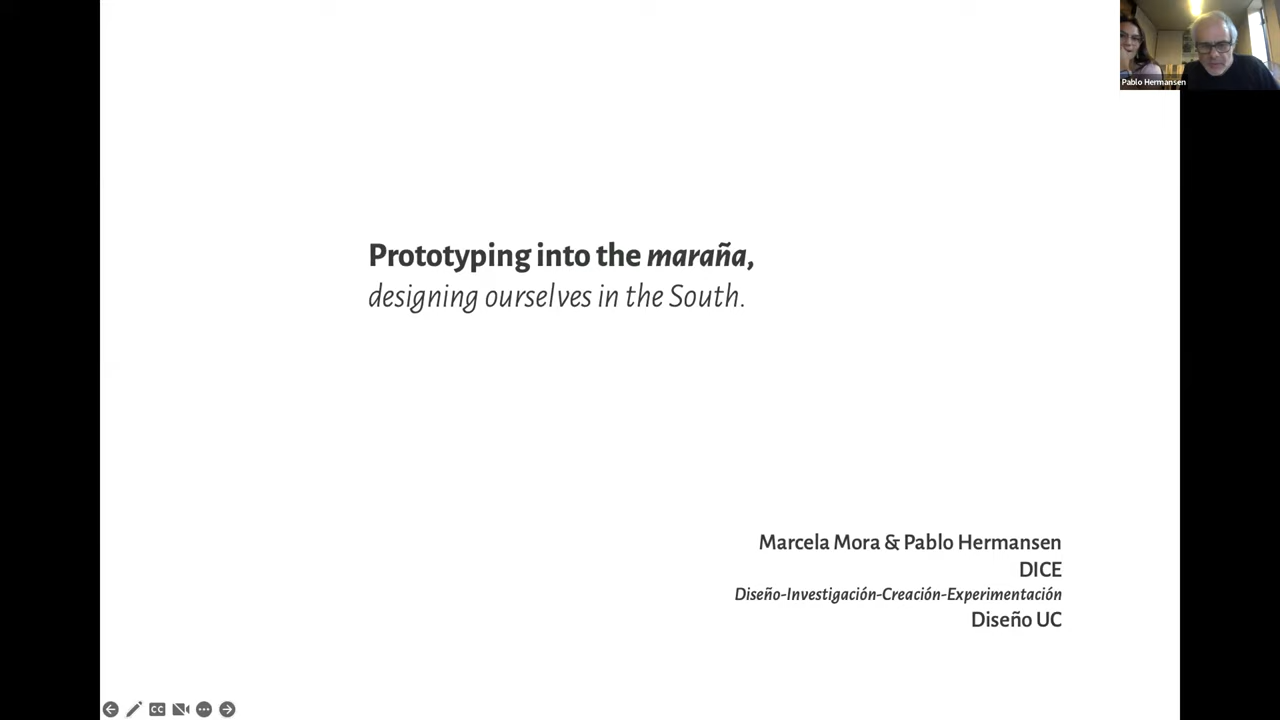 Pablo Hermansen
Prototyping into the maraña,
designing ourselves in the South.
Marcela Mora & Pablo Hermansen
DICE
Diseño-Investigación-Creación-Experimentación
Diseño UC
CC